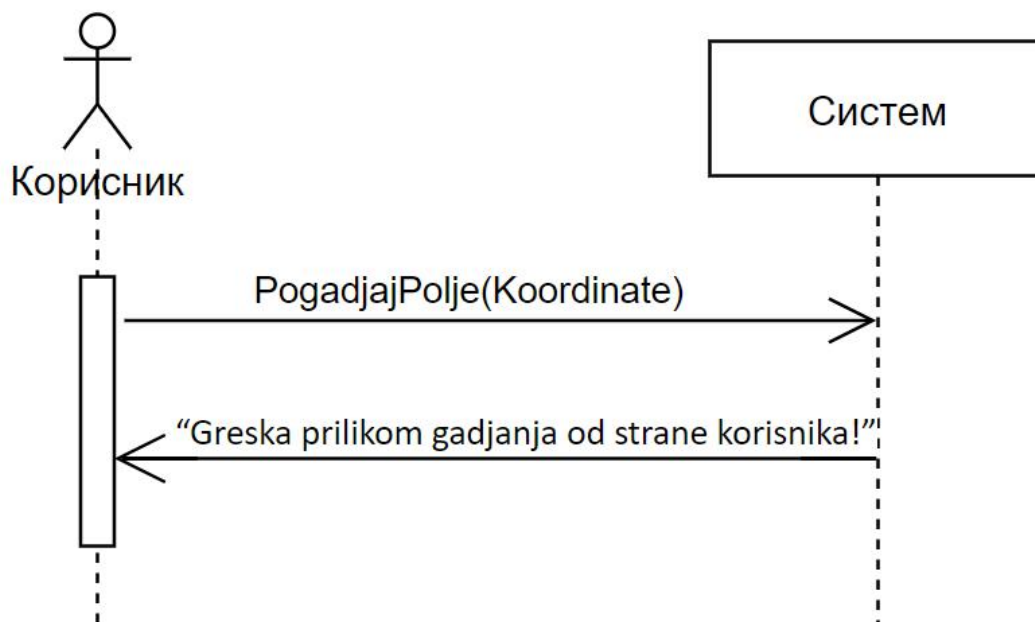 Корисник
Систем
PogadjajPolje(Koordinate)
“Greska prilikom gadjanja od strane korisnika!”